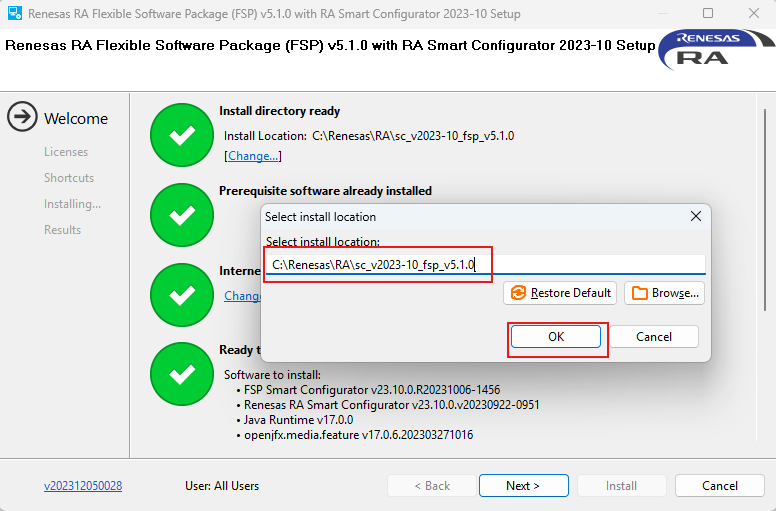 Renesas RA Flexible Software Package (FSP) v5.1.0 with RA Smart Configurator 2023-10 Setup
Renesas RA Flexible Software Package (FSP) v5.1.0 with RA Smart Configurator 2023-10 Setup
RENESAS
RA
Welcome
Licenses
Shortcuts
Installing...
Results
Install directory ready
Install Location: C:\Renesas\RA\sc_v2023-10_fsp_v5.1.0
[Change...]
Prerequisite software already installed
Select install location
Select install location:
C:\Renesas\RA\sc_v2023-10_fsp_v5.1.0
Restore Default
Browse...
OK
Cancel
Interne
Chang
Ready t
Software to install:
• FSP Smart Configurator v23.10.0.R20231006-1456
• Renesas RA Smart Configurator v23.10.0.v20230922-0951
• Java Runtime v17.0.0
• openjfx.media.feature v17.0.6.202303271016
v202312050028
User: All Users
< Back
Next >
Install
Cancel